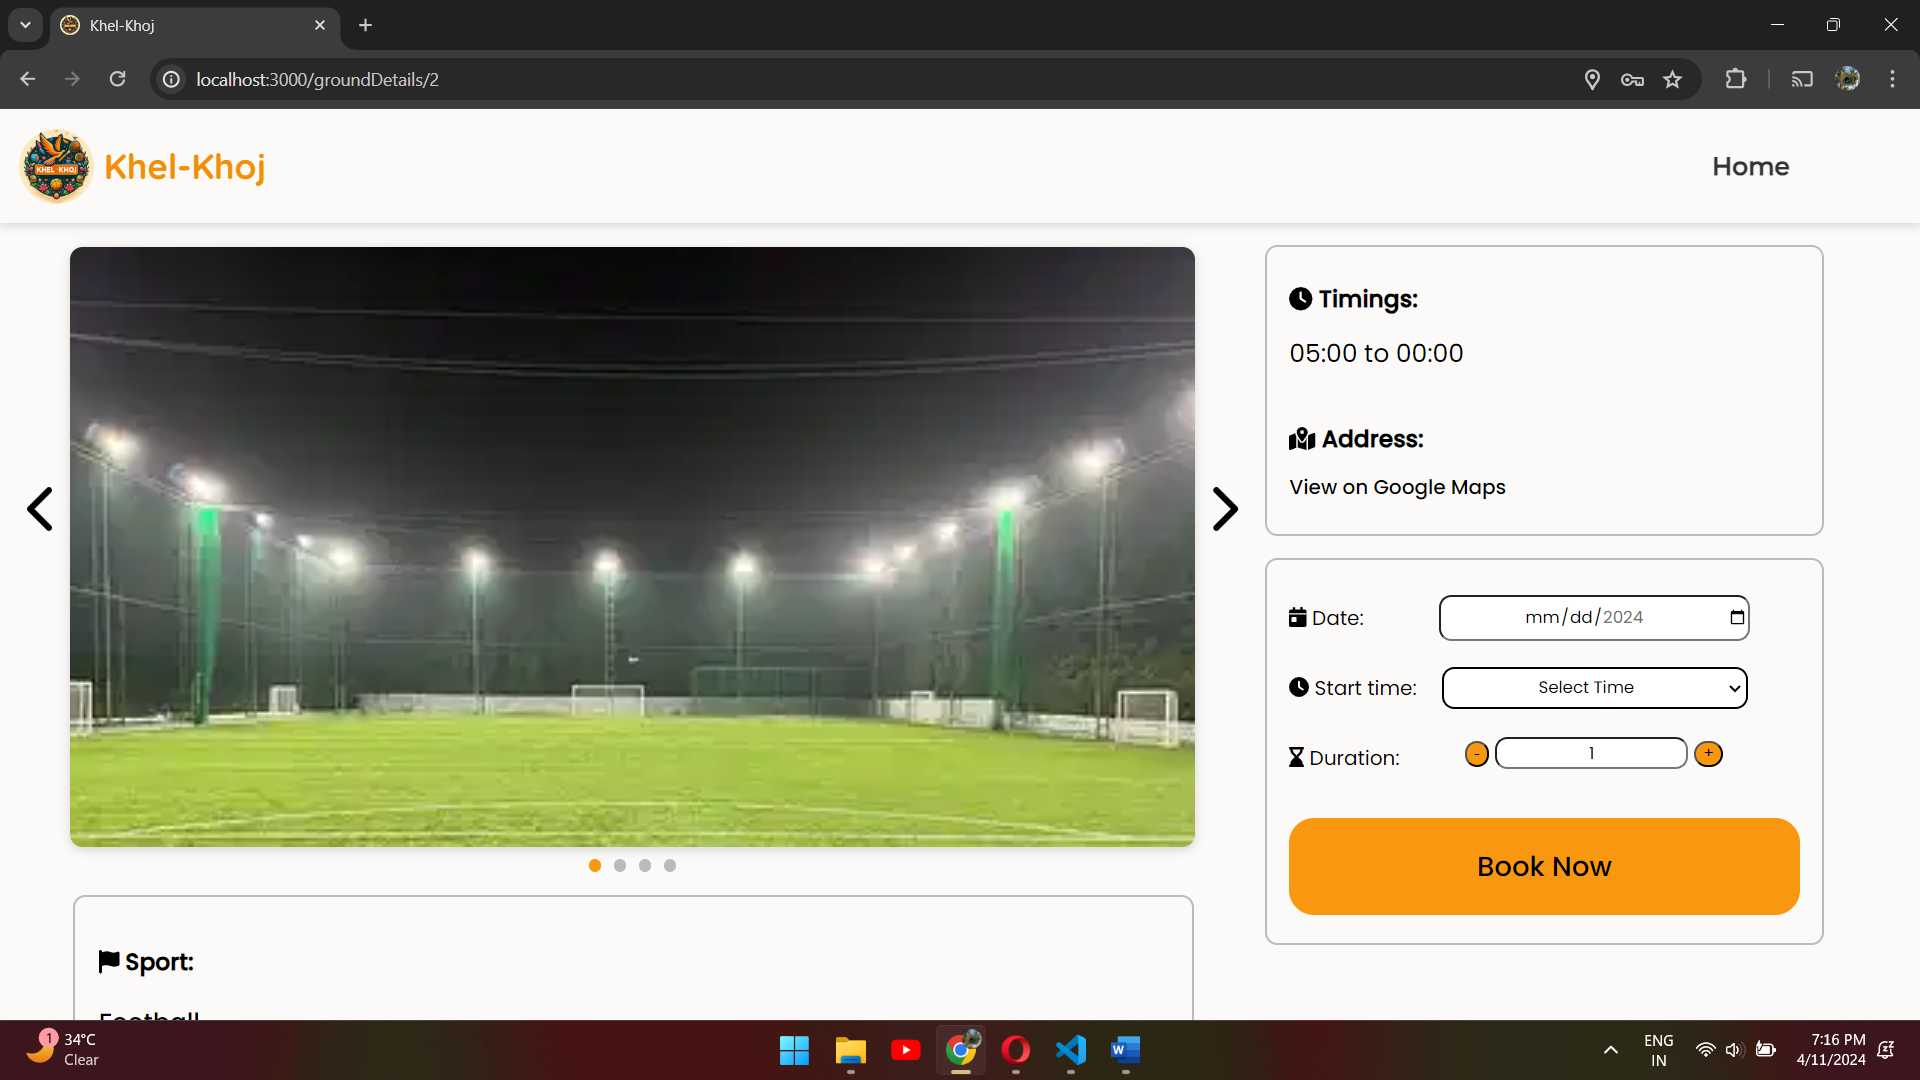 Khel-Khoj
localhost:3000/groundDetails/2
KHEL KHOJ
Khel-Khoj
Home
Timings:
05:00 to 00:00
Address:
View on Google Maps
Date:
mm/dd/2024
Start time:
Select Time
Duration:
-
1
+
Book Now
Sport:
Football
1
34°C
Clear
W
ENG
IN
7:16 PM
4/11/2024